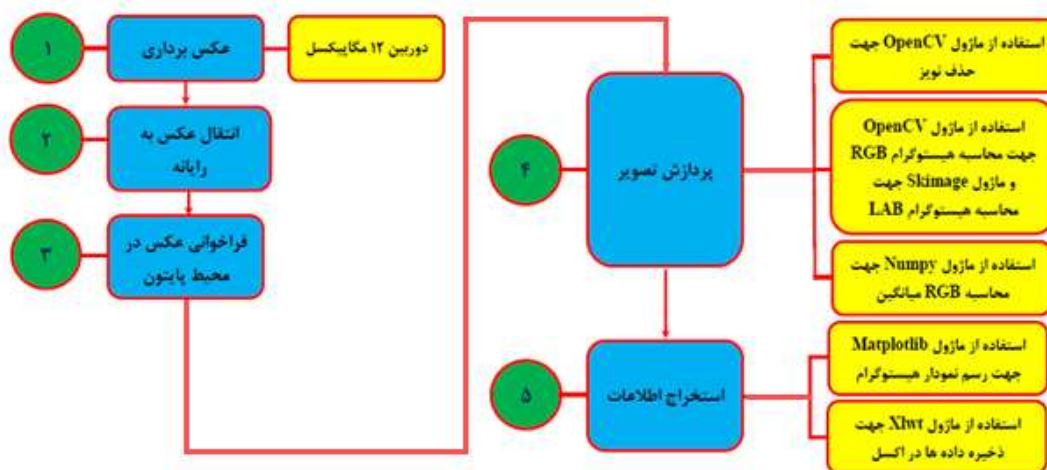 ۱
عکس برداری
دوربین ۱۲ مگاپیکسل
۲
انتقال عکس به
رایانه
۳
فراخوانی عکس در
محیط پایتون
۴
پردازش تصویر
استفاده از ماژول OpenCV جهت
حذف نویز
استفاده از ماژول OpenCV
جهت محاسبه هیستوگرام RGB
و ماژول Skimage جهت
محاسبه هیستوگرام LAB
استفاده از ماژول Numpy جهت
محاسبه RGB میانگین
۵
استخراج اطلاعات
استفاده از ماژول Matplotlib
جهت رسم نمودار هیستوگرام
استفاده از ماژول Xlwt جهت
ذخیره داده ها در اکسل